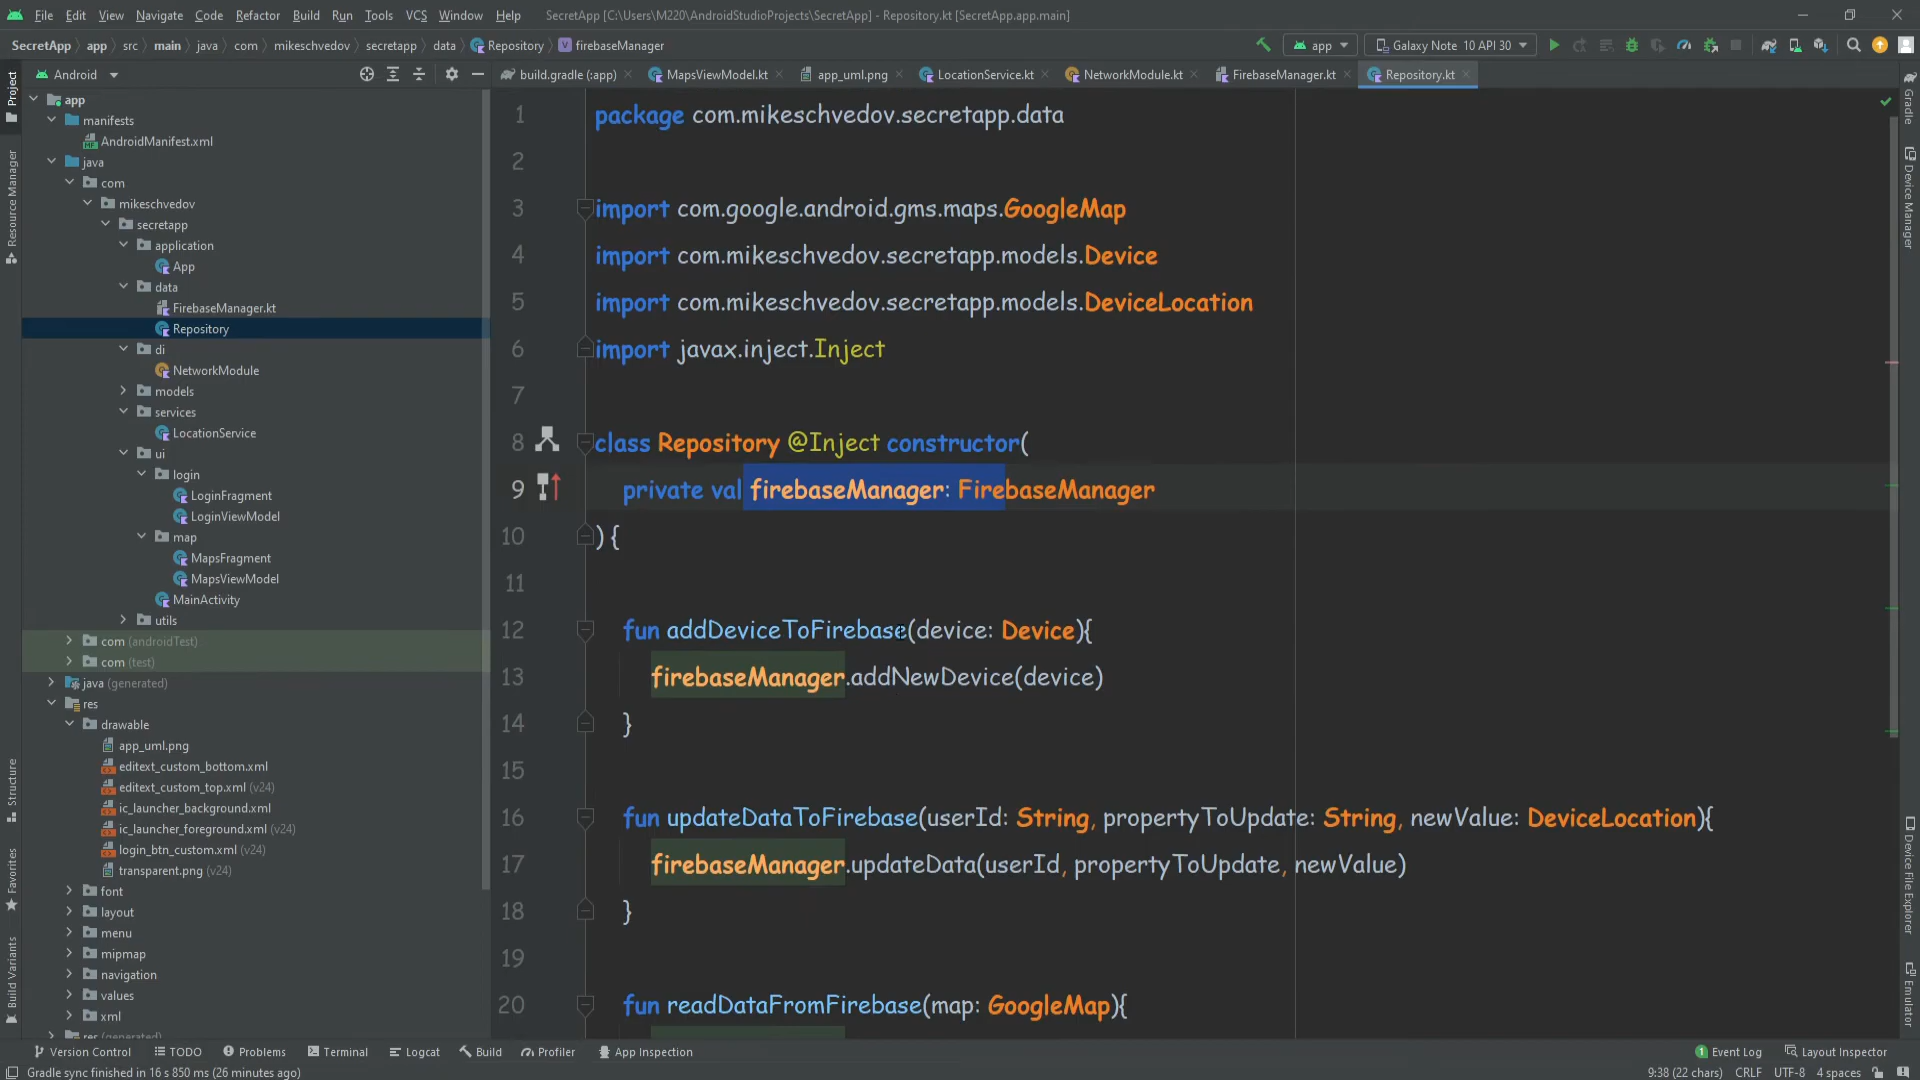 File Edit View Navigate Code Refactor Build Run Tools VCS Window Help SecretApp [C:\Users\M220\AndroidStudioProjects\SecretApp] - Repository.kt [SecretApp.app.main]
SecretApp app src main java com mikeschvedov secretapp data Repository firebaseManager app Galaxy Note 10 API 30
Android build.gradle (:app) MapsViewModel.kt app_uml.png LocationService.kt NetworkModule.kt FirebaseManager.kt Repository.kt
Project
Resource Manager
Structure
Favorites
Build Variants
app
manifests
AndroidManifest.xml
java
com
mikeschvedov
secretapp
application
App
data
FirebaseManager.kt
Repository
di
NetworkModule
models
services
LocationService
ui
login
LoginFragment
LoginViewModel
map
MapsFragment
MapsViewModel
MainActivity
utils
com (androidTest)
com (test)
java (generated)
res
drawable
app_uml.png
editext_custom_bottom.xml
editext_custom_top.xml (v24)
ic_launcher_background.xml
ic_launcher_foreground.xml (v24)
login_btn_custom.xml (v24)
transparent.png (v24)
font
layout
menu
mipmap
navigation
values
xml
res (generated)
1 package com.mikeschvedov.secretapp.data
2
3 import com.google.android.gms.maps.GoogleMap
4 import com.mikeschvedov.secretapp.models.Device
5 import com.mikeschvedov.secretapp.models.DeviceLocation
6 import javax.inject.Inject
7
8 class Repository @Inject constructor(
9 private val firebaseManager: FirebaseManager
10 ) {
11
12 fun addDeviceToFirebase(device: Device){
13 firebaseManager.addNewDevice(device)
14 }
15
16 fun updateDataToFirebase(userId: String, propertyToUpdate: String, newValue: DeviceLocation){
17 firebaseManager.updateData(userId, propertyToUpdate, newValue)
18 }
19
20 fun readDataFromFirebase(map: GoogleMap){
Gradle
Device Manager
Device File Explorer
Emulator
Version Control TODO Problems Terminal Logcat Build Profiler App Inspection 1 Event Log Layout Inspector
Gradle sync finished in 16 s 850 ms (26 minutes ago) 9:38 (22 chars) CRLF UTF-8 4 spaces